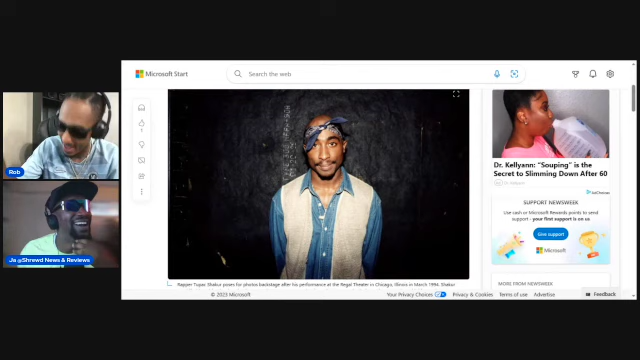 Microsoft Start
Search the web
Rob
Ja @Shrewd News & Reviews
Rapper Tupac Shakur poses for photos backstage after his performance at the Regal Theater in Chicago, Illinois in March 1994. Shakur
© 2023 Microsoft
Your Privacy Choices
Privacy & Cookies
Terms of use
Advertise
Feedback
Dr. Kellyann: "Souping" is the
Secret to Slimming Down After 60
Ad
Dr. Kellyann
AdChoices
SUPPORT NEWSWEEK
Use cash or Microsoft Rewards points to send
support - your first support is on us
Give support
Microsoft
MORE FROM NEWSWEEK